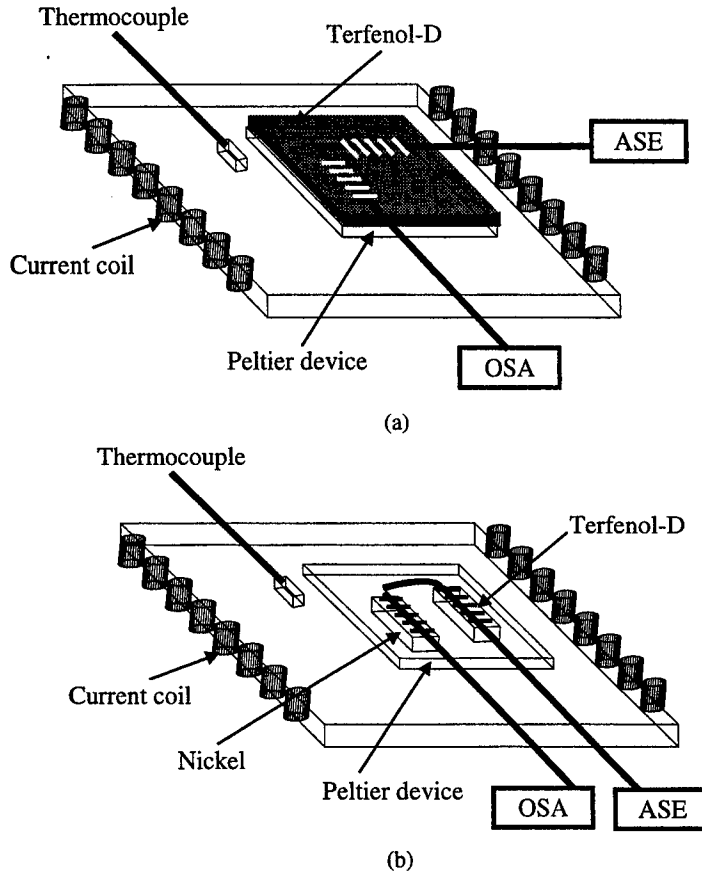 Thermocouple
Terfenol-D
ASE
Current coil
Peltier device
OSA
(a)
Thermocouple
Terfenol-D
Current coil
Nickel
Peltier device
OSA
ASE
(b)